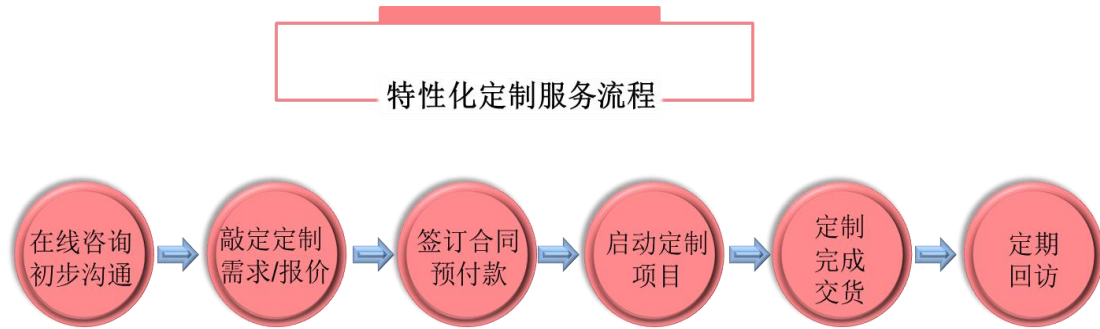 特性化定制服务流程
在线咨询
初步沟通
敲定定制
需求/报价
签订合同
预付款
启动定制
项目
定制
完成
交货
定期
回访